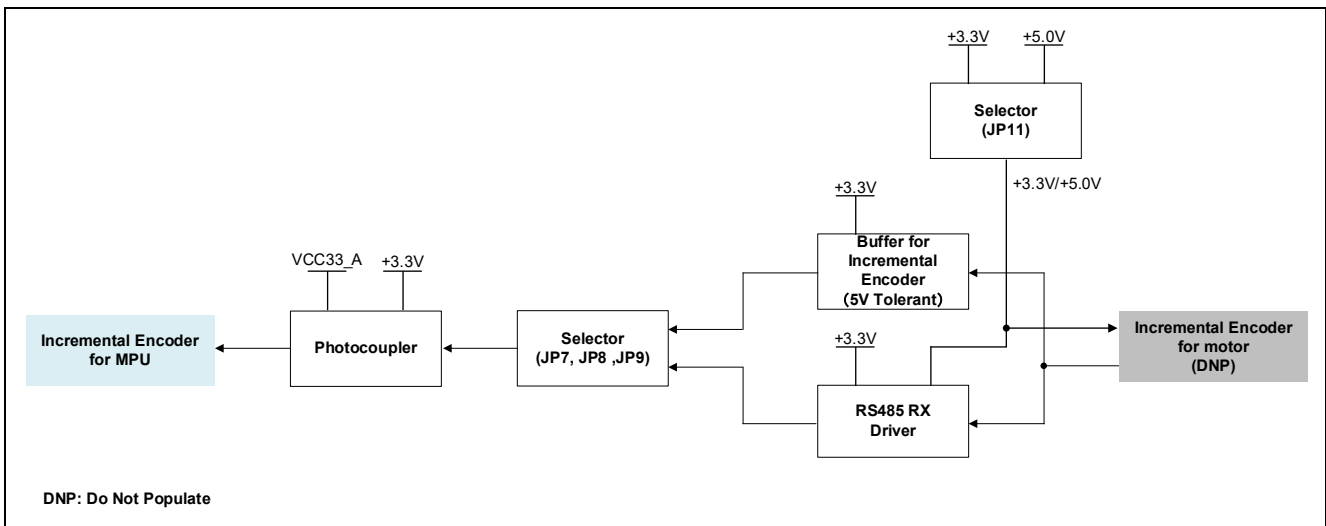 +3.3V +5.0V
Selector
(JP11)
+3.3V/+5.0V
+3.3V
Buffer for
Incremental
Encoder
(5V Tolerant)
VCC33_A +3.3V
Incremental Encoder
for MPU
Photocoupler
Selector
(JP7, JP8 ,JP9)
Incremental Encoder
for motor
(DNP)
+3.3V
RS485 RX
Driver
DNP: Do Not Populate